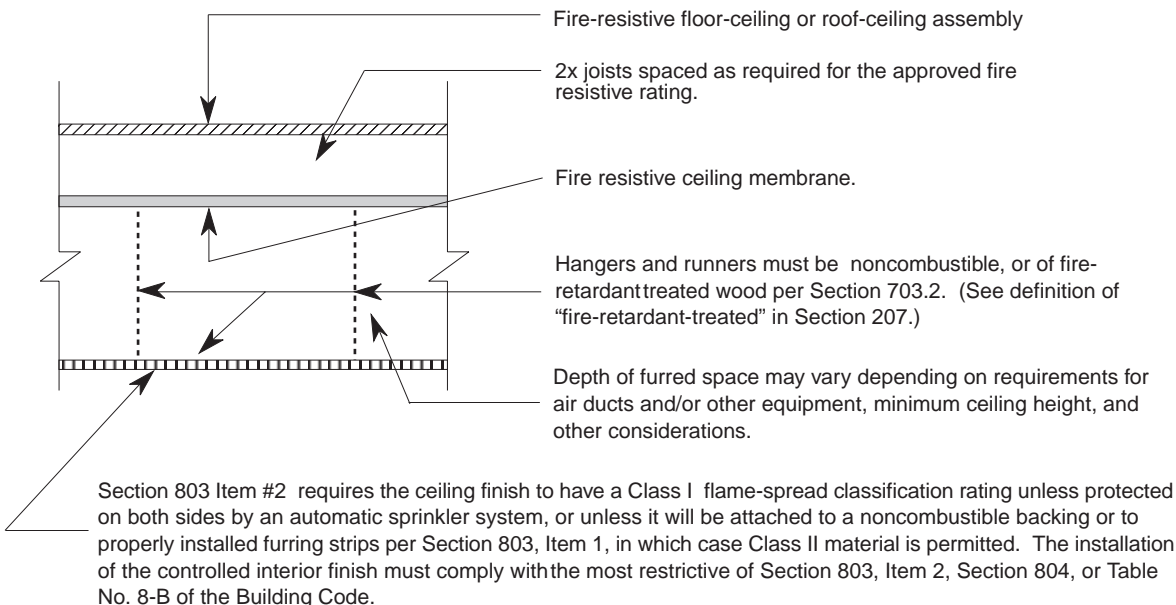 Fire-resistive floor-ceiling or roof-ceiling assembly
2x joists spaced as required for the approved fire
resistive rating.
Fire resistive ceiling membrane.
Hangers and runners must be noncombustible, or of fire-
retardant treated wood per Section 703.2. (See definition of
“fire-retardant-treated” in Section 207.)
Depth of furred space may vary depending on requirements for
air ducts and/or other equipment, minimum ceiling height, and
other considerations.
Section 803 Item #2 requires the ceiling finish to have a Class I flame-spread classification rating unless protected
on both sides by an automatic sprinkler system, or unless it will be attached to a noncombustible backing or to
properly installed furring strips per Section 803, Item 1, in which case Class II material is permitted. The installation
of the controlled interior finish must comply with the most restrictive of Section 803, Item 2, Section 804, or Table
No. 8-B of the Building Code.